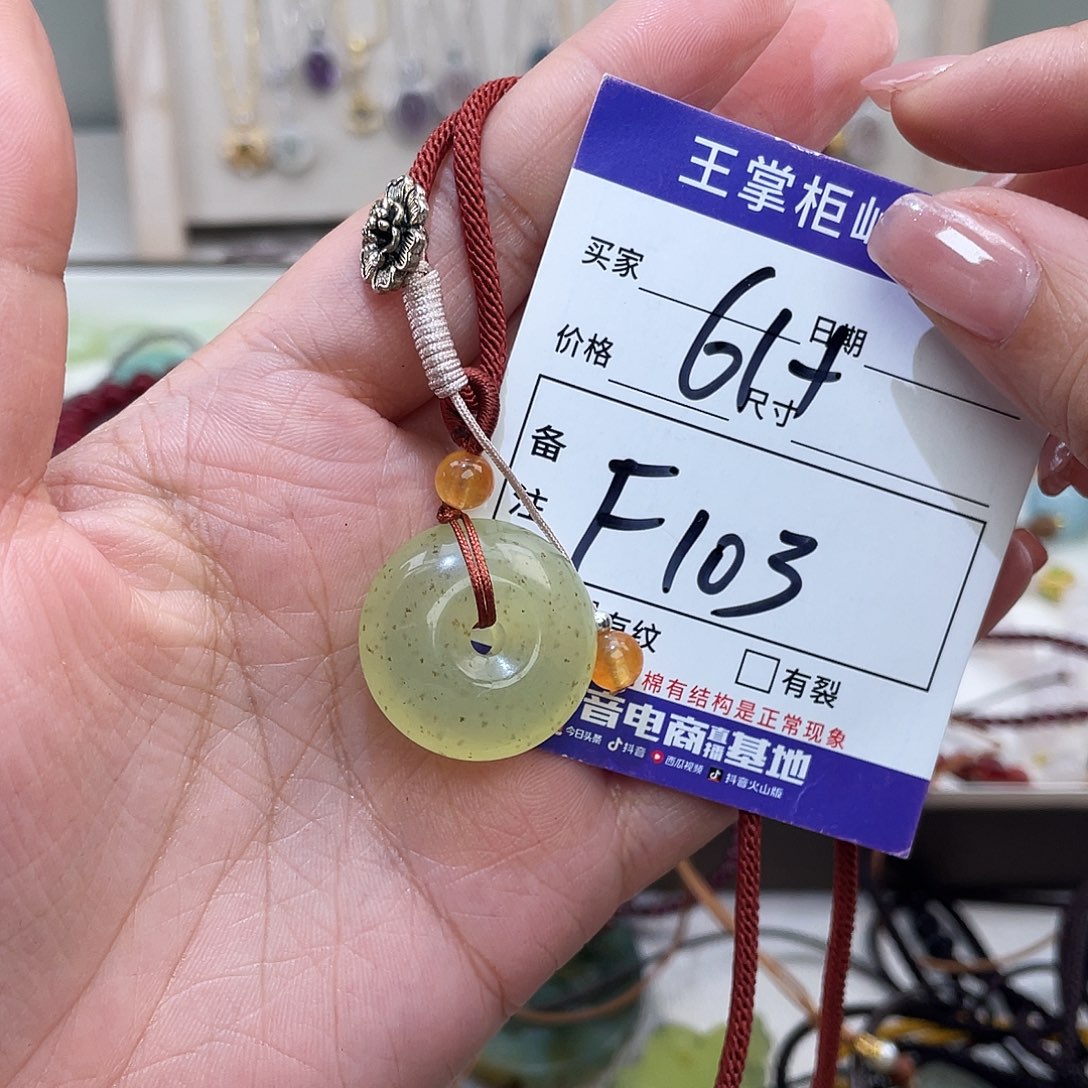 王掌柜
买家
日期
价格
617
尺寸
备
注
F103
有纹
有裂
棉有结构是正常现象
音电商直播基地
今日头条 抖音 西瓜视频 抖音火山版